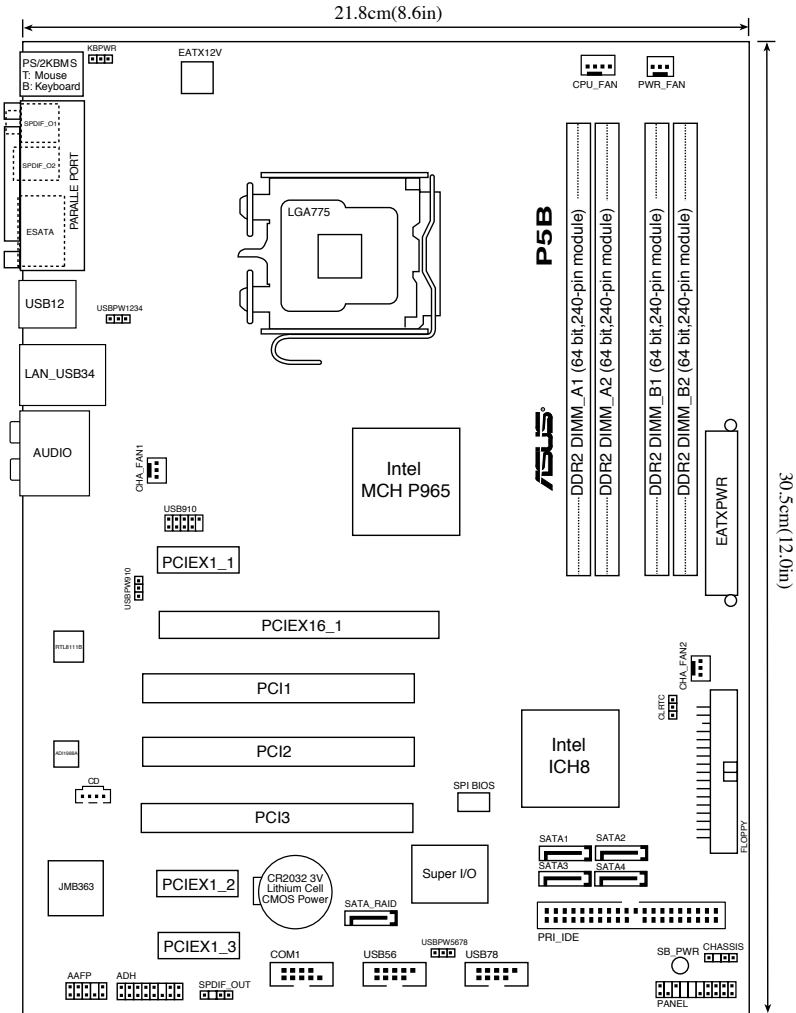 21.8cm(8.6in)
KBPWR
PS/2KBMS
T: Mouse
B: Keyboard
EATX12V
CPU_FAN
PWR_FAN
SPDIF_O1
SPDIF_O2
PARALLE PORT
ESATA
LGA775
P5B
DDR2 DIMM_A1 (64 bit,240-pin module)
DDR2 DIMM_A2 (64 bit,240-pin module)
DDR2 DIMM_B1 (64 bit,240-pin module)
DDR2 DIMM_B2 (64 bit,240-pin module)
USB12
USBPW1234
LAN_USB34
ASUS®
AUDIO
CHA_FAN1
Intel
MCH P965
EATXPWR
30.5cm(12.0in)
USB910
PCIEX1_1
USBPW910
PCIEX16_1
RTL8111B
CHA_FAN2
PCI1
CLRTC
PCI2
Intel
ICH8
ADI1988A
CD
SPI BIOS
PCI3
FLOPPY
SATA1
SATA2
SATA3
SATA4
JMB363
PCIEX1_2
CR2032 3V
Lithium Cell
CMOS Power
Super I/O
SATA_RAID
PRI_IDE
PCIEX1_3
COM1
USB56
USBPW5678
USB78
SB_PWR
CHASSIS
AAFP
ADH
SPDIF_OUT
PANEL